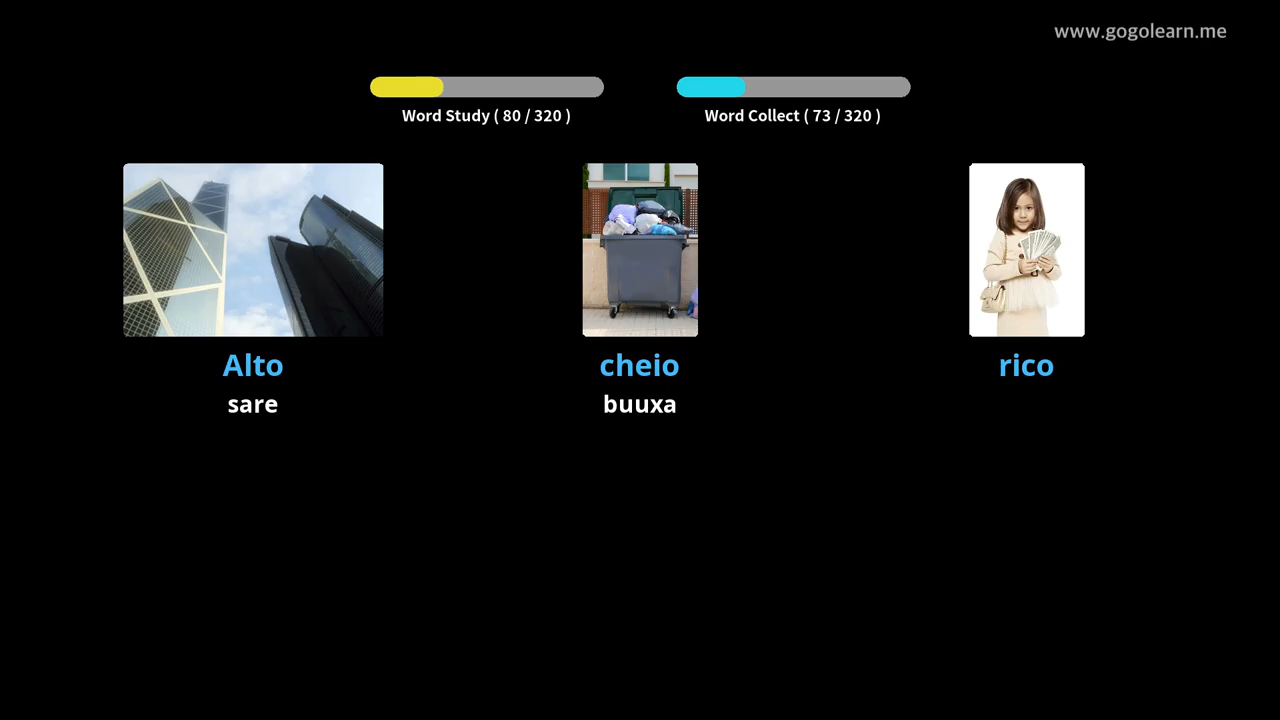 www.gogolearn.me
Word Study ( 80 / 320 )
Word Collect ( 73 / 320 )
Alto
cheio
rico
sare
buuxa